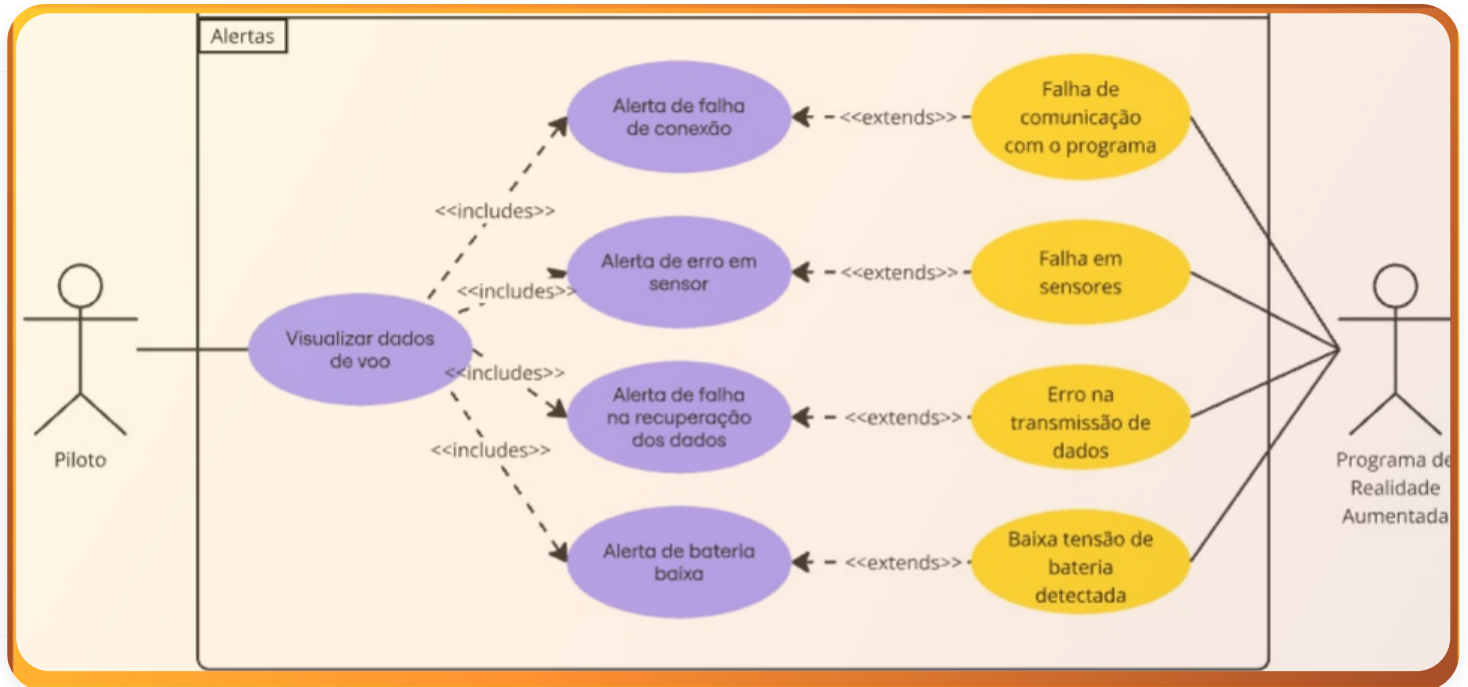 Alertas
Alerta de falha
de conexão
<<extends>>
Falha de
comunicação
com o programa
<<includes>>
Alerta de erro em
sensor
<<extends>>
Falha em
sensores
<<includes>>
Visualizar dados
de voo
<<includes>>
Alerta de falha
na recuperação
dos dados
<<extends>>
Erro na
transmissão de
dados
<<includes>>
Alerta de bateria
baixa
<<extends>>
Baixa tensão de
bateria
detectada
Piloto
Programa de
Realidade
Aumentada